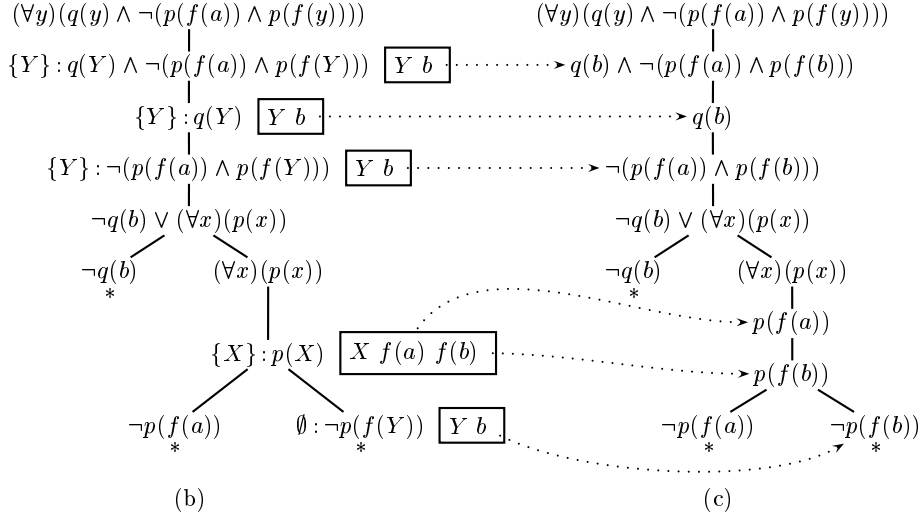 (∀y)(q(y) ∧ ¬(p(f(a)) ∧ p(f(y)))) (∀y)(q(y) ∧ ¬(p(f(a)) ∧ p(f(y))))
{Y} : q(Y) ∧ ¬(p(f(a)) ∧ p(f(Y))) Y b q(b) ∧ ¬(p(f(a)) ∧ p(f(b)))
{Y} : q(Y) Y b q(b)
{Y} : ¬(p(f(a)) ∧ p(f(Y))) Y b ¬(p(f(a)) ∧ p(f(b)))
¬q(b) ∨ (∀x)(p(x)) ¬q(b) ∨ (∀x)(p(x))
¬q(b) (∀x)(p(x)) ¬q(b) (∀x)(p(x))
* *
p(f(a))
{X} : p(X) X f(a) f(b) p(f(b))
¬p(f(a)) ∅ : ¬p(f(Y)) Y b ¬p(f(a)) ¬p(f(b))
* * * *
(b) (c)